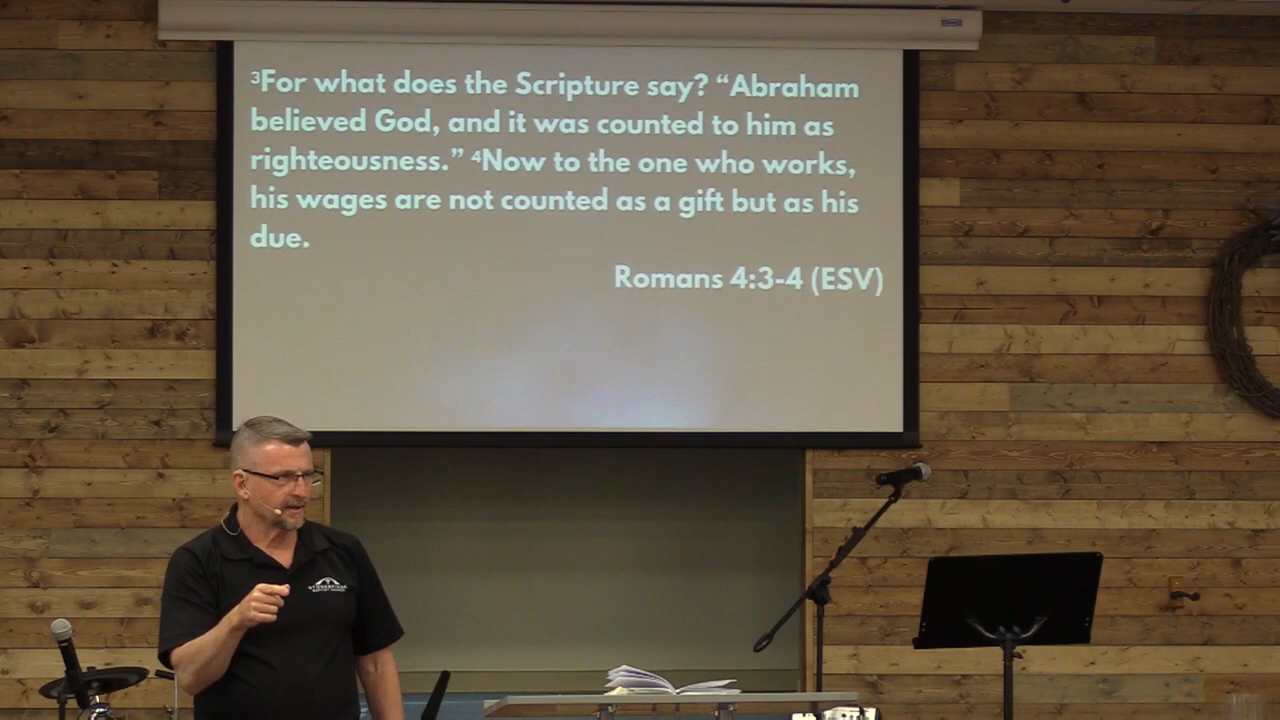 ³For what does the Scripture say? “Abraham
believed God, and it was counted to him as
righteousness.” ⁴Now to the one who works,
his wages are not counted as a gift but as his
due.
Romans 4:3-4 (ESV)